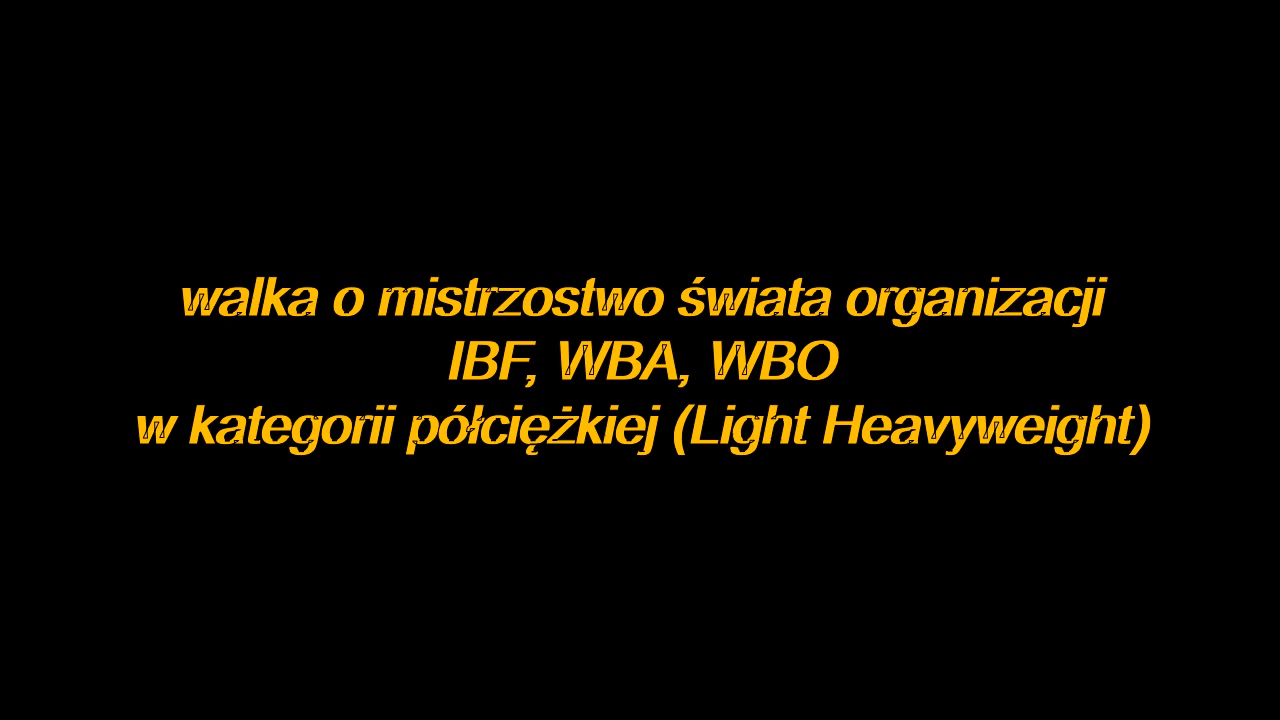 walka o mistrzostwo świata organizacji
IBF, WBA, WBO
w kategorii półciężkiej (Light Heavyweight)